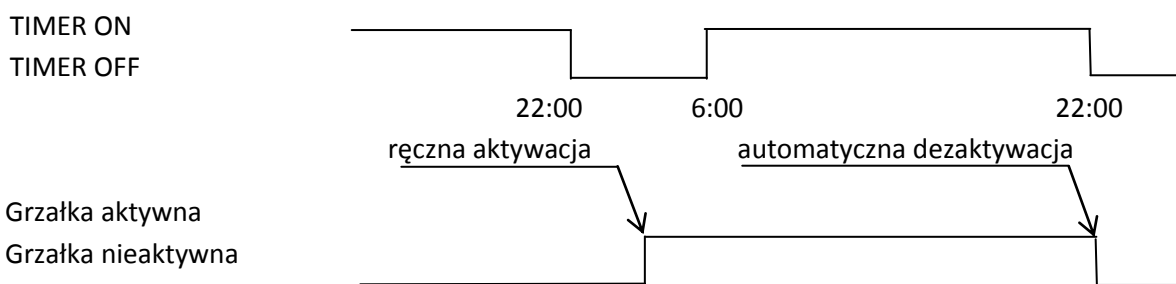 TIMER ON
TIMER OFF
22:00 6:00 22:00
ręczna aktywacja automatyczna dezaktywacja
Grzałka aktywna
Grzałka nieaktywna